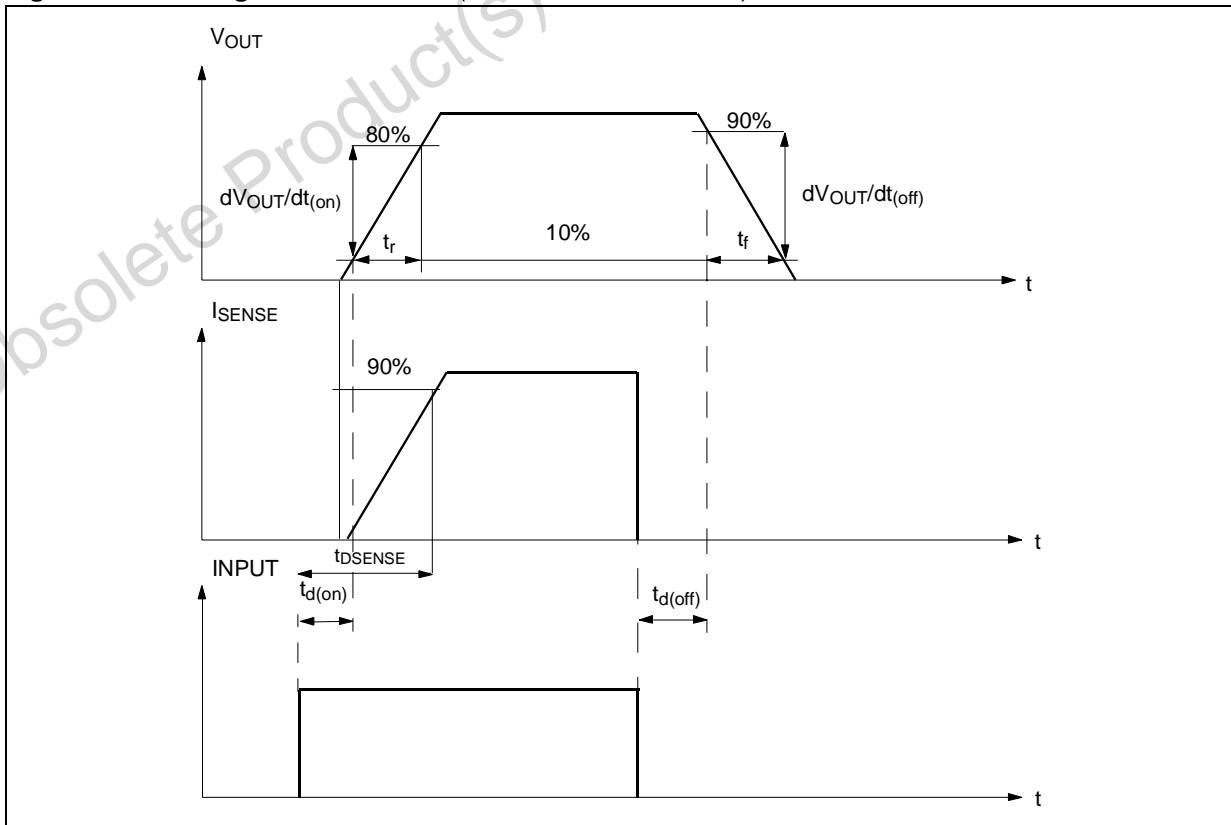 VOUT
80%
90%
dVOUT/dt(on)
dVOUT/dt(off)
tr
10%
tf
t
ISENSE
90%
t
tDSENSE
INPUT
td(on)
td(off)
t
Obsolete Product(s)